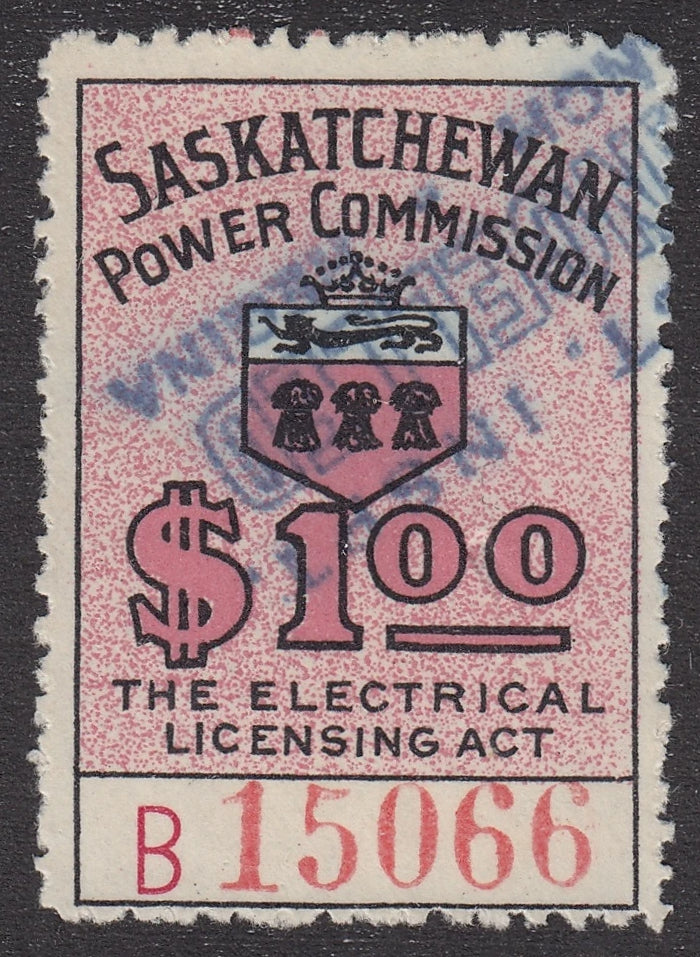 SASKATCHEWAN
POWER COMMISSION
$1.00
THE ELECTRICAL
LICENSING ACT
B 15066